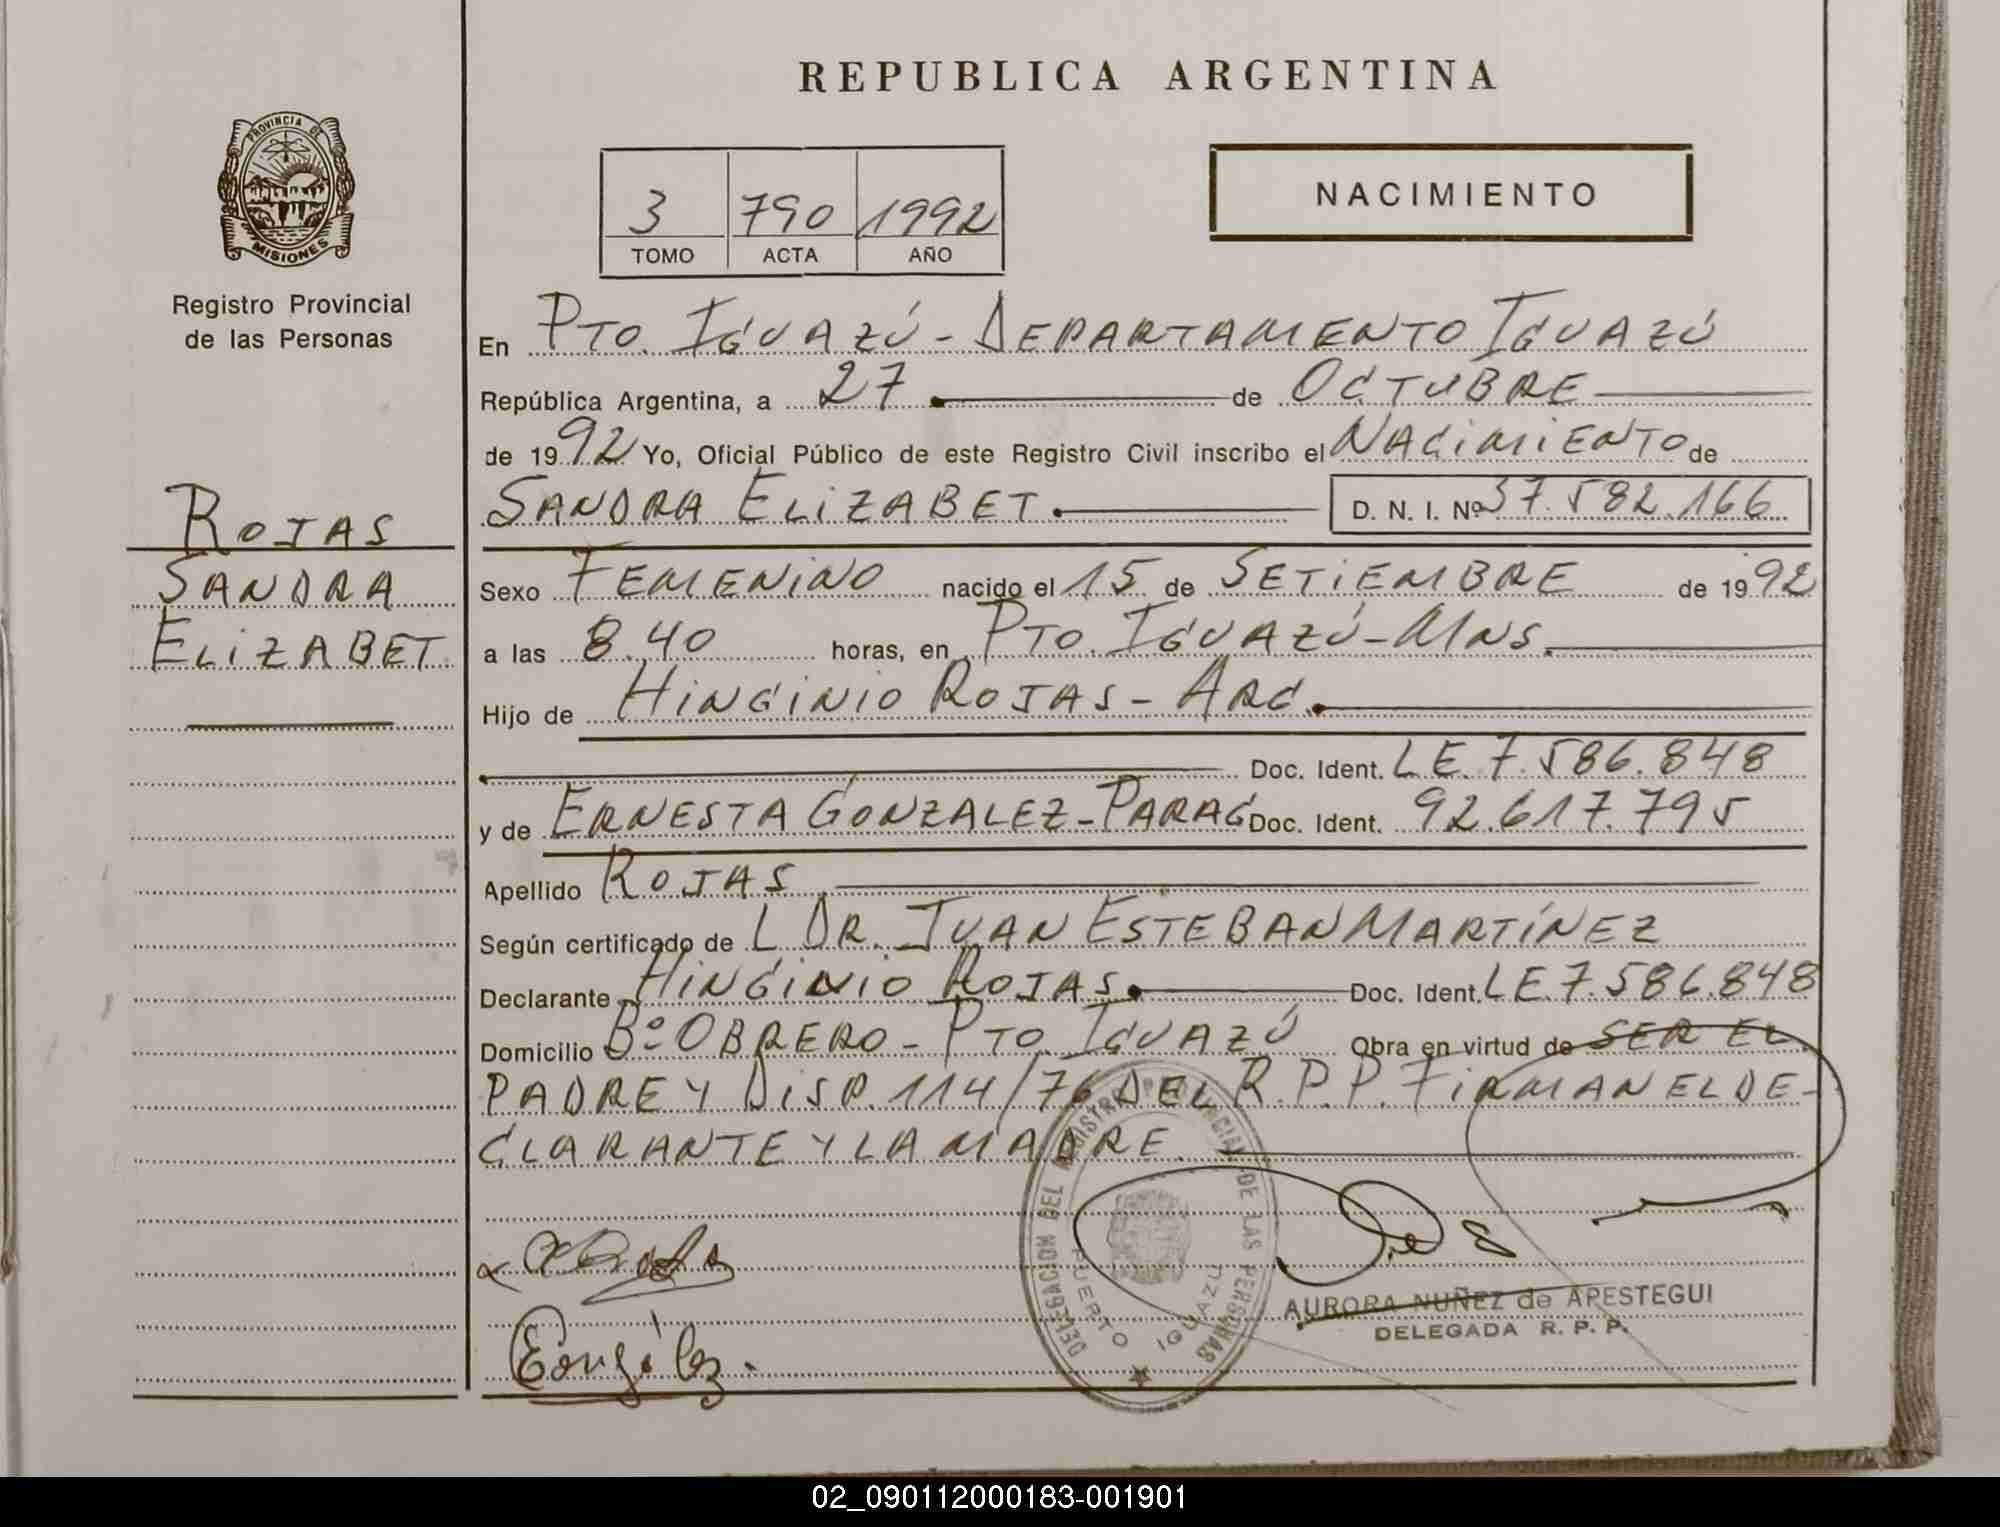 REPUBLICA ARGENTINA
PROVINCIA DE
MISIONES
Registro Provincial
de las Personas
3 790 1992
TOMO ACTA AÑO
NACIMIENTO
En PTO. IGUAZÚ - DEPARTAMENTO IGUAZÚ
República Argentina, a 27 de OCTUBRE
de 1992 Yo, Oficial Público de este Registro Civil inscribo el NACIMIENTO de
SANDRA ELIZABET D. N. I. Nº 37.582.166
ROJAS
SANDRA
ELIZABET
Sexo FEMENINO nacido el 15 de SETIEMBRE de 1992
a las 8.40 horas, en PTO. IGUAZÚ - MNS.
Hijo de HINGINIO ROJAS - ARG.
Doc. Ident. LE. 7.586.848
y de ERNESTA GONZALEZ - PARAG Doc. Ident. 92.617.795
Apellido ROJAS
Según certificado de L DR. JUAN ESTEBAN MARTÍNEZ
Declarante HINGINIO ROJAS Doc. Ident. LE. 7.586.848
Domicilio Bº OBRERO - PTO. IGUAZÚ Obra en virtud de SER EL
PADRE Y DISP. 114/76 DEL R.P.P. FIRMAN EL DE-
CLARANTE Y LA MADRE.
DELEGACION DEL REGISTRO PROVINCIAL DE LAS PERSONAS
PUERTO IGUAZU
AURORA NUÑEZ de APESTEGUI
DELEGADA R. P. P.
02_090112000183-001901